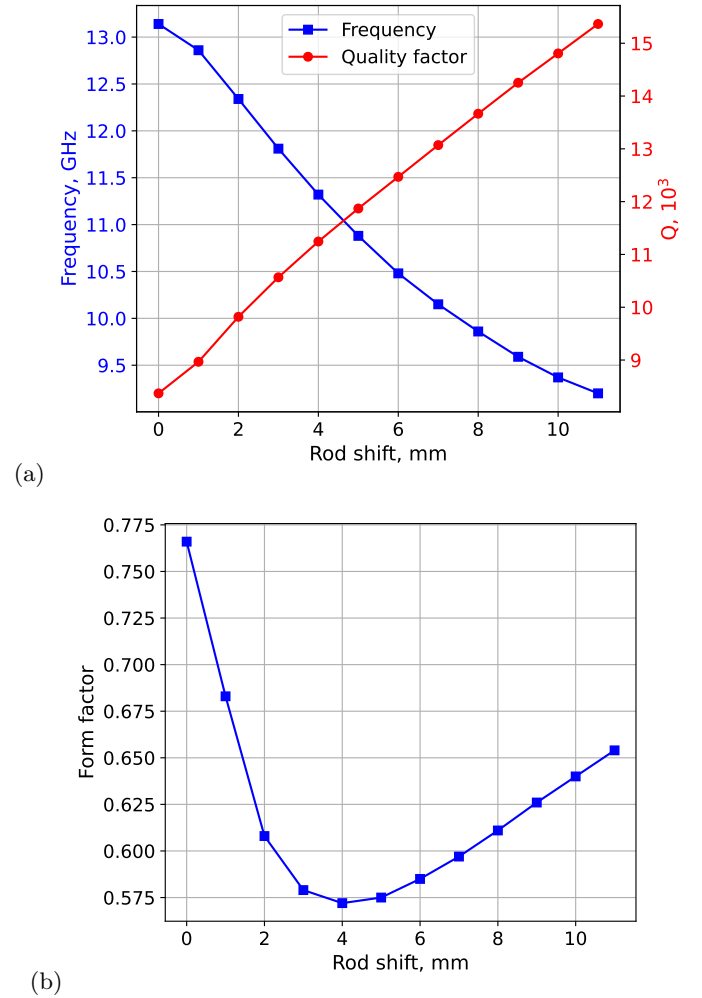 Frequency
Quality factor
13.0
12.5
12.0
11.5
11.0
10.5
10.0
9.5
Frequency, GHz
15
14
13
12
11
10
9
Q, 10³
0 2 4 6 8 10
Rod shift, mm
(a)
0.775
0.750
0.725
0.700
0.675
0.650
0.625
0.600
0.575
Form factor
0 2 4 6 8 10
Rod shift, mm
(b)